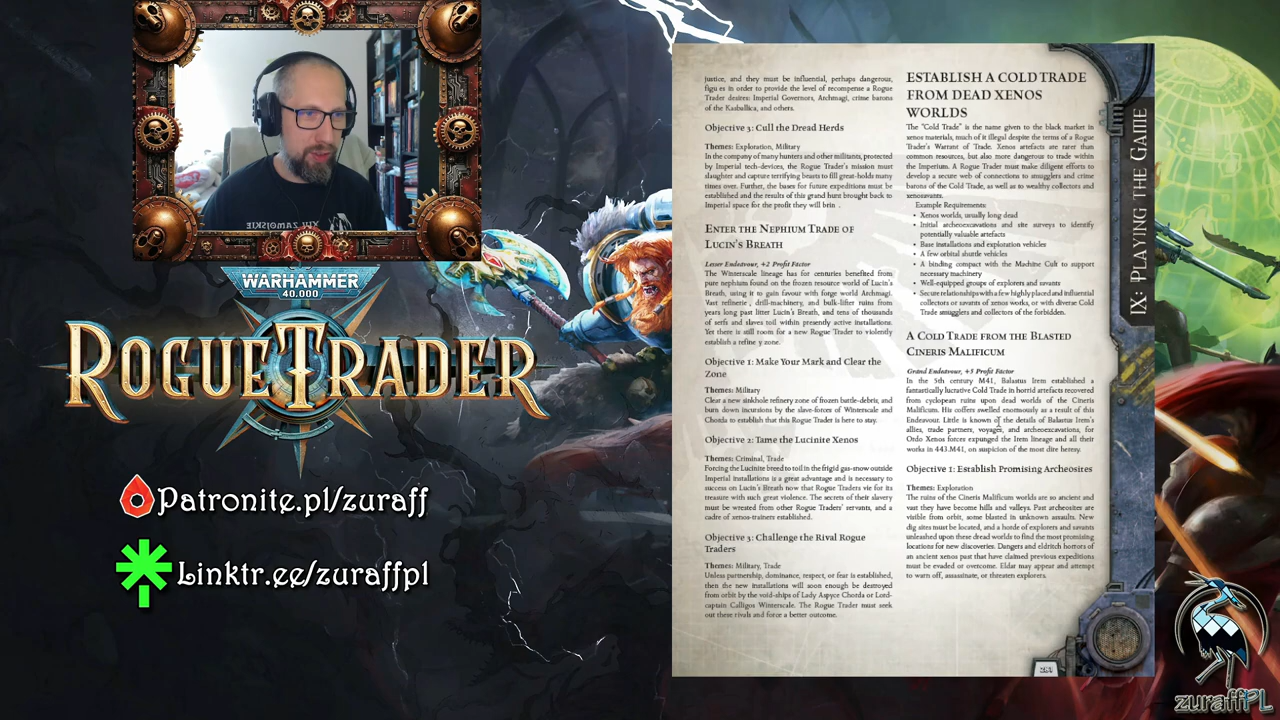 WARHAMMER
40,000
ROGUE TRADER
Patronite.pl/zuraff
Linktr.ee/zuraffpl
justice, and they must be influential, perhaps dangerous,
figu es in order to provide the level of recompense a Rogue
Trader desires: Imperial Governors, Archmagi, crime barons
of the Kasballica, and others.
Objective 3: Cull the Dread Herds
Themes: Exploration, Military
In the company of many hunters and other militants, protected
by Imperial tech-devices, the Rogue Trader's mission must
slaughter and capture terrifying beasts to fill great-holds many
times over. Further, the bases for future expeditions must be
established and the results of this grand hunt brought back to
Imperial space for the profit they will brin .
Enter the Nephium Trade of
Lucin's Breath
Lesser Endeavour, +2 Profit Factor
The Winterscale lineage has for centuries benefited from
pure nephium found on the frozen resource world of Lucin's
Breath, using it to gain favour with forge world Archmagi.
Vast refinerie , drill-machinery, and bulk-lifter ruins from
years long past litter Lucin's Breath, and tens of thousands
of serfs and slaves toil within presently active installations.
Yet there is still room for a new Rogue Trader to violently
establish a refine y zone.
Objective 1: Make Your Mark and Clear the
Zone
Themes: Military
Clear a new sinkhole refinery zone of frozen battle-debris, and
burn down incursions by the slave-forces of Winterscale and
Chorda to establish that this Rogue Trader is here to stay.
Objective 2: Tame the Lucinite Xenos
Themes: Criminal, Trade
Forcing the Lucinite breed to toil in the frigid gas-snow outside
Imperial installations is a great advantage and is necessary to
success on Lucin's Breath now that Rogue Traders vie for its
treasure with such great violence. The secrets of their slavery
must be wrested from other Rogue Traders' servants, and a
cadre of xenos-trainers established.
Objective 3: Challenge the Rival Rogue
Traders
Themes: Military, Trade
Unless partnership, dominance, respect, or fear is established,
then the new installations will soon enough be destroyed
from orbit by the void-ships of Lady Aspyce Chorda or Lord-
captain Calligos Winterscale. The Rogue Trader must seek
out these rivals and force a better outcome.
ESTABLISH A COLD TRADE
FROM DEAD XENOS
WORLDS
The "Cold Trade" is the name given to the black market in
xenos materials, much of it illegal despite the terms of a Rogue
Trader's Warrant of Trade. Xenos artefacts are rarer than
common resources, but also more dangerous to trade within
the Imperium. A Rogue Trader must make diligent efforts to
develop a secure web of connections to smugglers and crime
barons of the Cold Trade, as well as to wealthy collectors and
xenosavants.
Example Requirements:
• Xenos worlds, usually long dead
• Initial archeoexcavations and site surveys to identify
potentially valuable artefacts
• Base installations and exploration vehicles
• A few orbital shuttle vehicles
• A binding compact with the Machine Cult to support
necessary machinery
• Well-equipped groups of explorers and savants
• Secure relationships with a few highly placed and influential
collectors or savants of xenos works, or with diverse Cold
Trade smugglers and collectors of the forbidden.
A Cold Trade from the Blasted
Cineris Malificum
Grand Endeavour, +5 Profit Factor
In the 5th century M41, Balastus Irem established a
fantastically lucrative Cold Trade in horrid artefacts recovered
from cyclopean ruins upon dead worlds of the Cineris
Malificum. His coffers swelled enormously as a result of this
Endeavour. Little is known of the details of Balastus Irem's
allies, trade partners, voyages, and archeoexcavations, for
Ordo Xenos forces expunged the Irem lineage and all their
works in 443.M41, on suspicion of the most dire heresy.
Objective 1: Establish Promising Archeosites
Themes: Exploration
The ruins of the Cineris Malificum worlds are so ancient and
vast they have become hills and valleys. Past archeosites are
visible from orbit, some blasted in unknown assaults. New
dig sites must be located, and a horde of explorers and savants
unleashed upon these dead worlds to find the most promising
locations for new discoveries. Dangers and eldritch horrors of
an ancient xenos past that have claimed previous expeditions
must be evaded or overcome. Eldar may appear and attempt
to warn off, assassinate, or threaten explorers.
IX: PLAYING THE GAME
zuraffPL